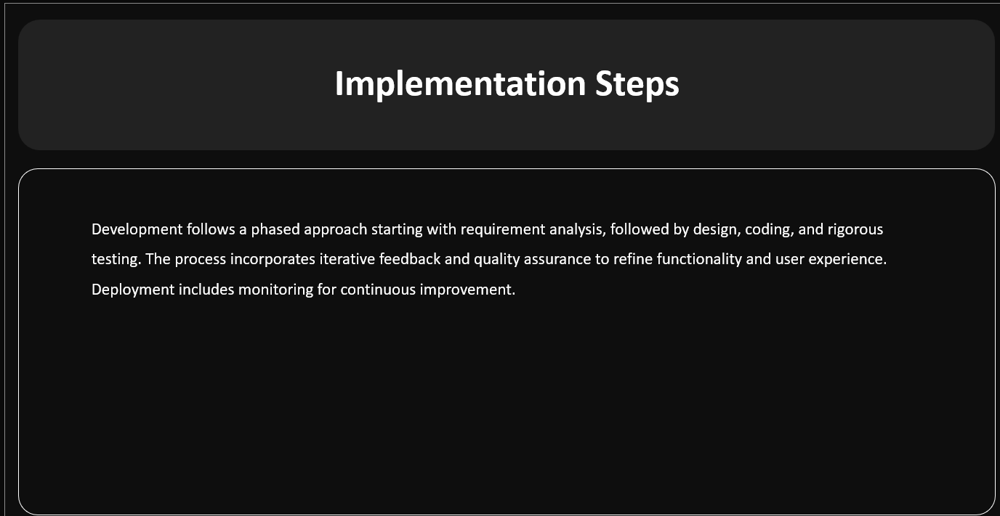 Implementation Steps
Development follows a phased approach starting with requirement analysis, followed by design, coding, and rigorous
testing. The process incorporates iterative feedback and quality assurance to refine functionality and user experience.
Deployment includes monitoring for continuous improvement.